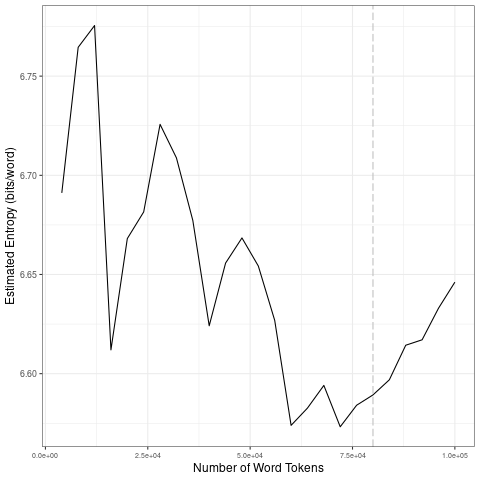 Estimated Entropy (bits/word)
6.75
6.70
6.65
6.60
0.0e+00 2.5e+04 5.0e+04 7.5e+04 1.0e+05
Number of Word Tokens